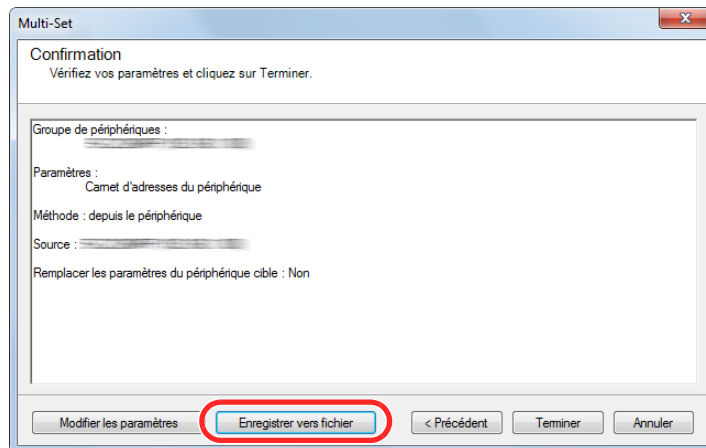 Multi-Set
Confirmation
Vérifiez vos paramètres et cliquez sur Terminer.
Groupe de périphériques :
Paramètres :
Carnet d'adresses du périphérique
Méthode : depuis le périphérique
Source :
Remplacer les paramètres du périphérique cible : Non
Modifier les paramètres
Enregistrer vers fichier
< Précédent
Terminer
Annuler